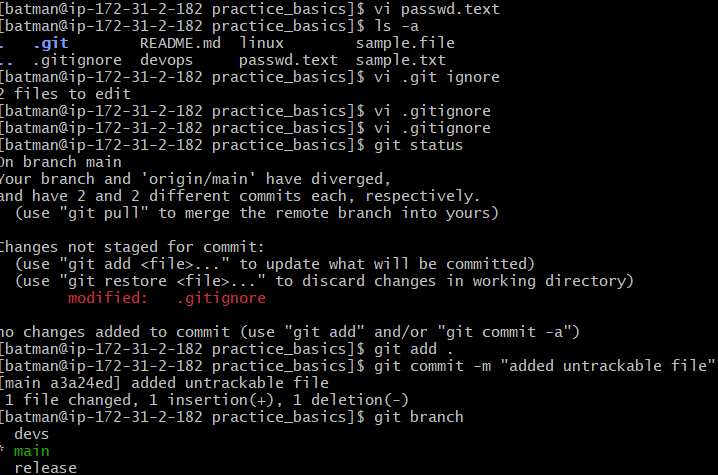 [batman@ip-172-31-2-182 practice_basics]$ vi passwd.text
[batman@ip-172-31-2-182 practice_basics]$ ls -a
. .git README.md linux sample.file
.. .gitignore devops passwd.text sample.txt
[batman@ip-172-31-2-182 practice_basics]$ vi .git ignore
2 files to edit
[batman@ip-172-31-2-182 practice_basics]$ vi .gitignore
[batman@ip-172-31-2-182 practice_basics]$ vi .gitignore
[batman@ip-172-31-2-182 practice_basics]$ git status
On branch main
Your branch and 'origin/main' have diverged,
and have 2 and 2 different commits each, respectively.
(use "git pull" to merge the remote branch into yours)
Changes not staged for commit:
(use "git add <file>..." to update what will be committed)
(use "git restore <file>..." to discard changes in working directory)
modified: .gitignore
no changes added to commit (use "git add" and/or "git commit -a")
[batman@ip-172-31-2-182 practice_basics]$ git add .
[batman@ip-172-31-2-182 practice_basics]$ git commit -m "added untrackable file"
[main a3a24ed] added untrackable file
1 file changed, 1 insertion(+), 1 deletion(-)
[batman@ip-172-31-2-182 practice_basics]$ git branch
devs
* main
release